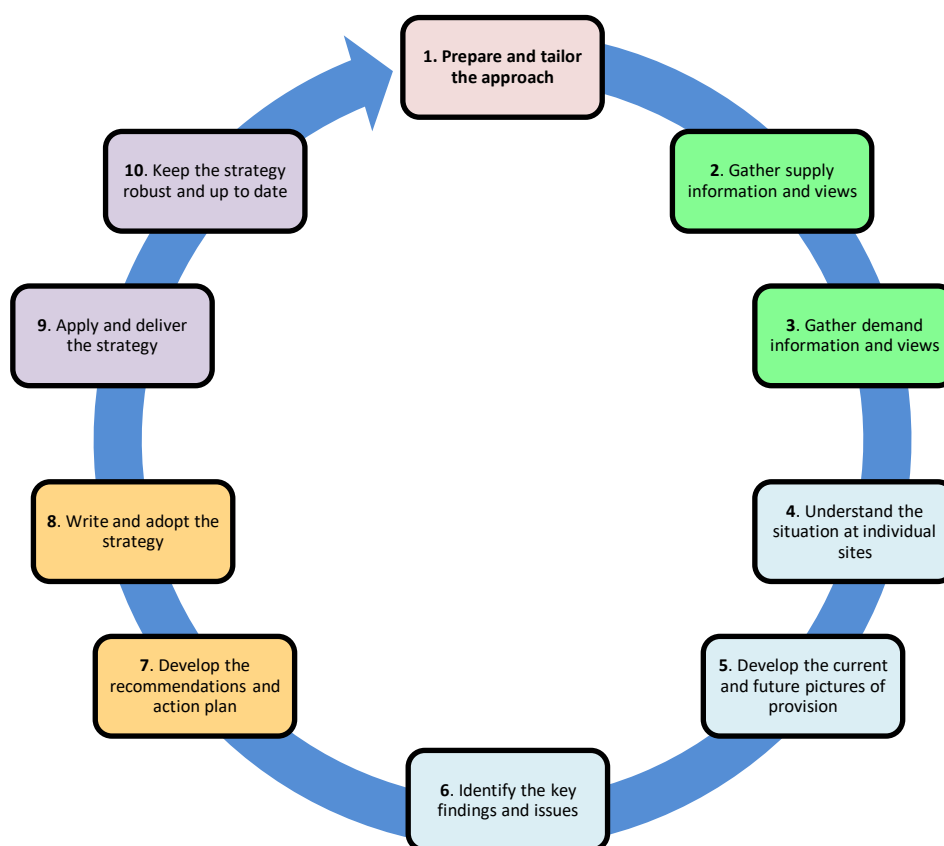 1. Prepare and tailor
the approach
2. Gather supply
information and views
3. Gather demand
information and views
4. Understand the
situation at individual
sites
5. Develop the current
and future pictures of
provision
6. Identify the key
findings and issues
7. Develop the
recommendations and
action plan
8. Write and adopt the
strategy
9. Apply and deliver
the strategy
10. Keep the strategy
robust and up to date